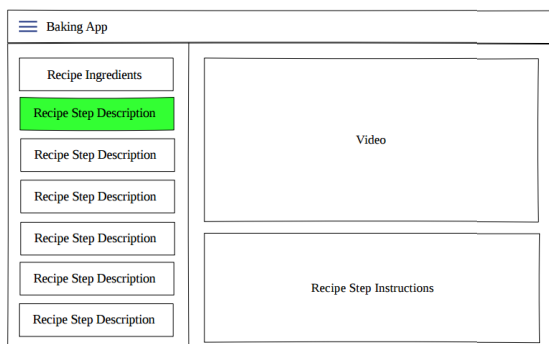 Baking App
Recipe Ingredients
Recipe Step Description
Recipe Step Description
Recipe Step Description
Recipe Step Description
Recipe Step Description
Recipe Step Description
Video
Recipe Step Instructions